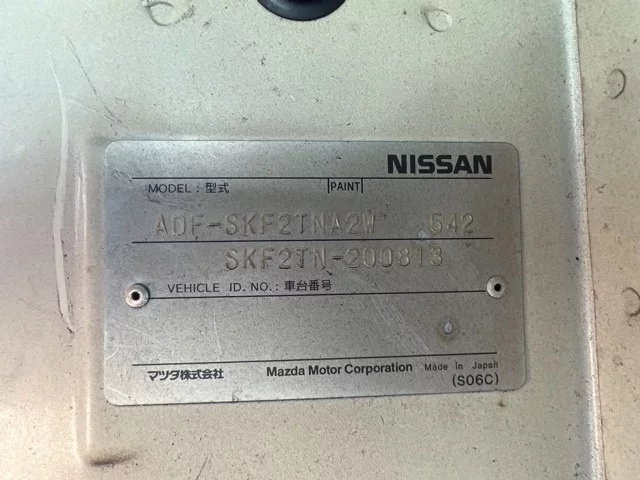 NISSAN
MODEL : 型式 PAINT
ADF-SKF2TNA2W 542
SKF2TN-200813
VEHICLE ID. NO. : 車台番号
マツダ株式会社 Mazda Motor Corporation Made in Japan
(S06C)